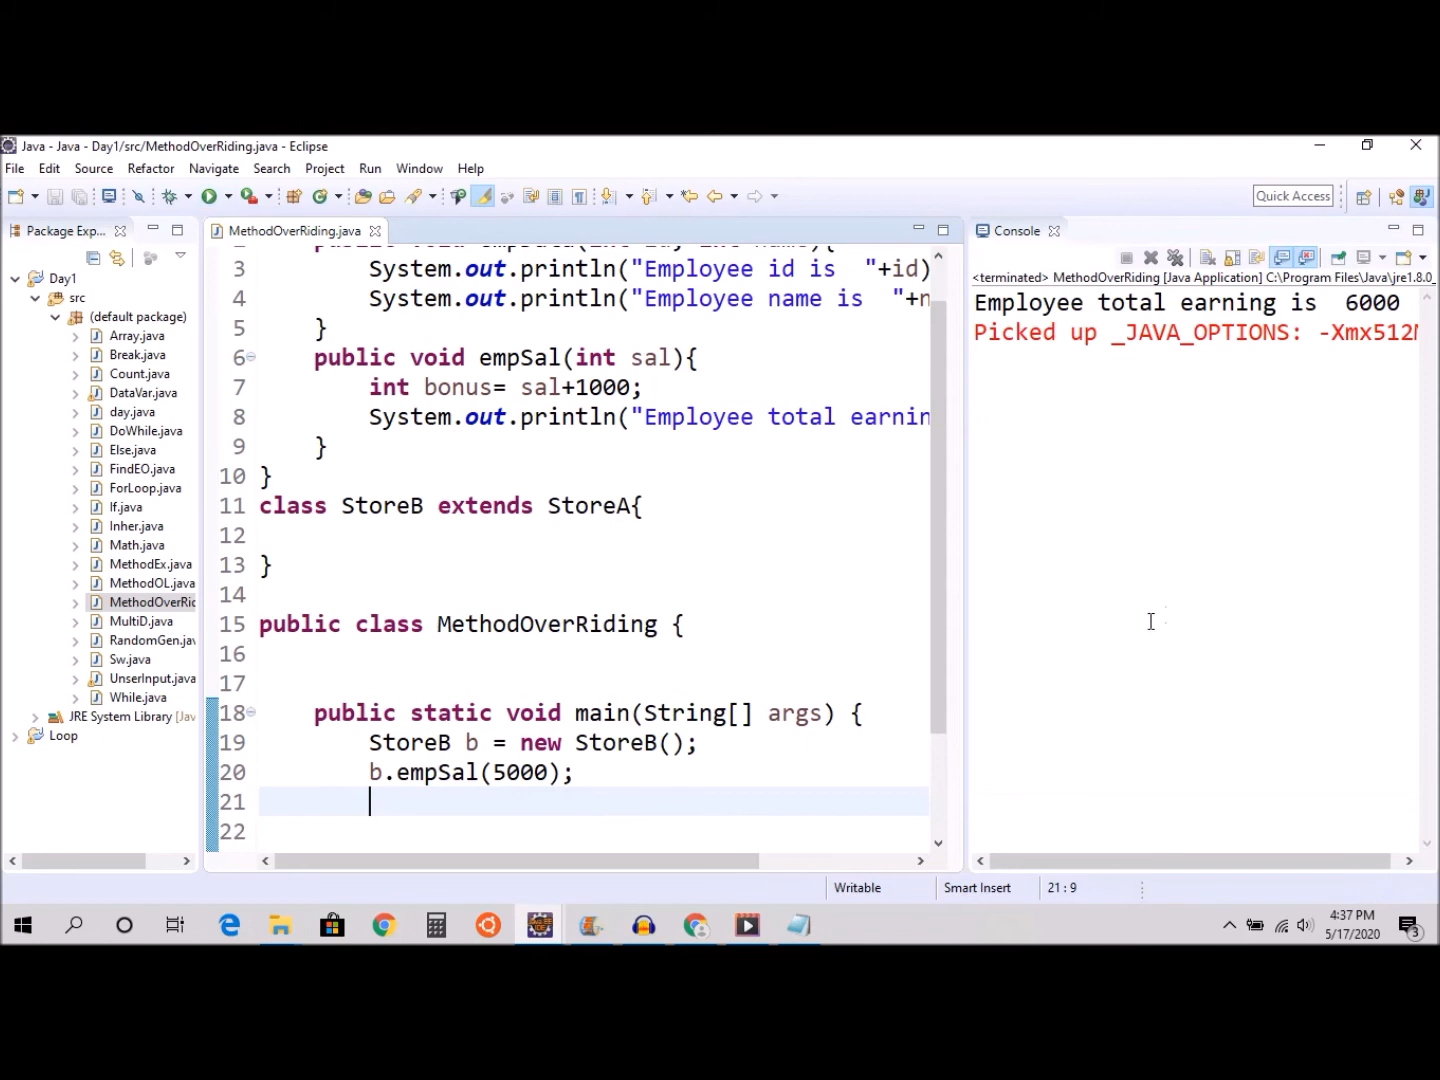 Java - Java - Day1/src/MethodOverRiding.java - Eclipse
File Edit Source Refactor Navigate Search Project Run Window Help
Quick Access
Package Exp...
MethodOverRiding.java
Console
<terminated> MethodOverRiding [Java Application] C:\Program Files\Java\jre1.8.0_
Employee total earning is  6000
Picked up _JAVA_OPTIONS: -Xmx512M
Day1
src
(default package)
Array.java
Break.java
Count.java
DataVar.java
day.java
DoWhile.java
Else.java
FindEO.java
ForLoop.java
If.java
Inher.java
Math.java
MethodEx.java
MethodOL.java
MethodOverRic
MultiD.java
RandomGen.jav
Sw.java
UnserInput.java
While.java
JRE System Library [Jav
Loop
3 System.out.println("Employee id is  "+id)
4 System.out.println("Employee name is  "+n
5 }
6 public void empSal(int sal){
7 int bonus= sal+1000;
8 System.out.println("Employee total earnin
9 }
10 }
11 class StoreB extends StoreA{
12
13 }
14
15 public class MethodOverRiding {
16
17
18 public static void main(String[] args) {
19 StoreB b = new StoreB();
20 b.empSal(5000);
21
22
Writable Smart Insert 21 : 9
4:37 PM
5/17/2020
3